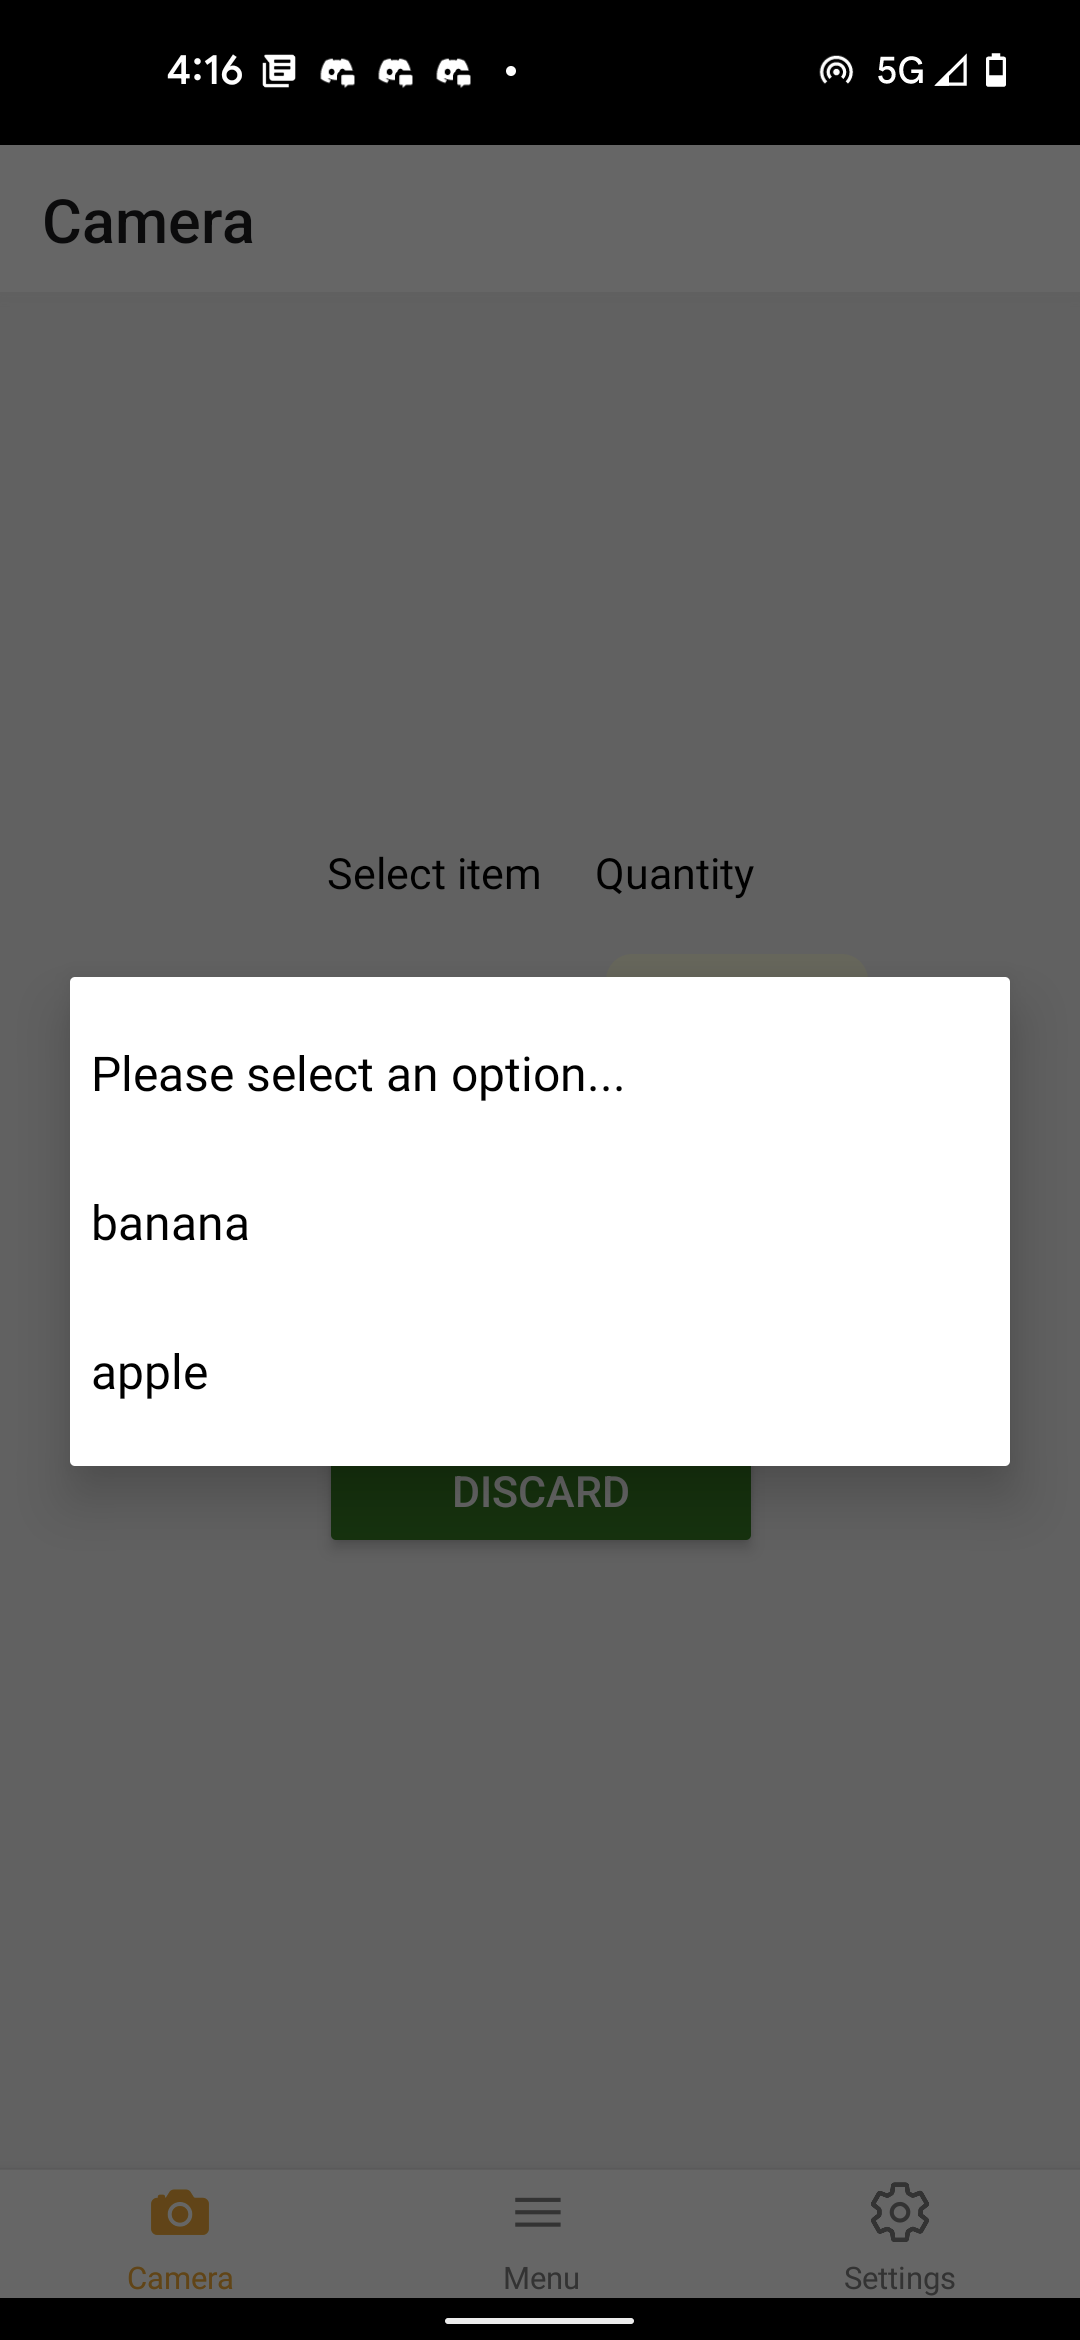 4:16 5G
Camera
Select item Quantity
Please select an option...
banana
apple
DISCARD
Camera Menu Settings